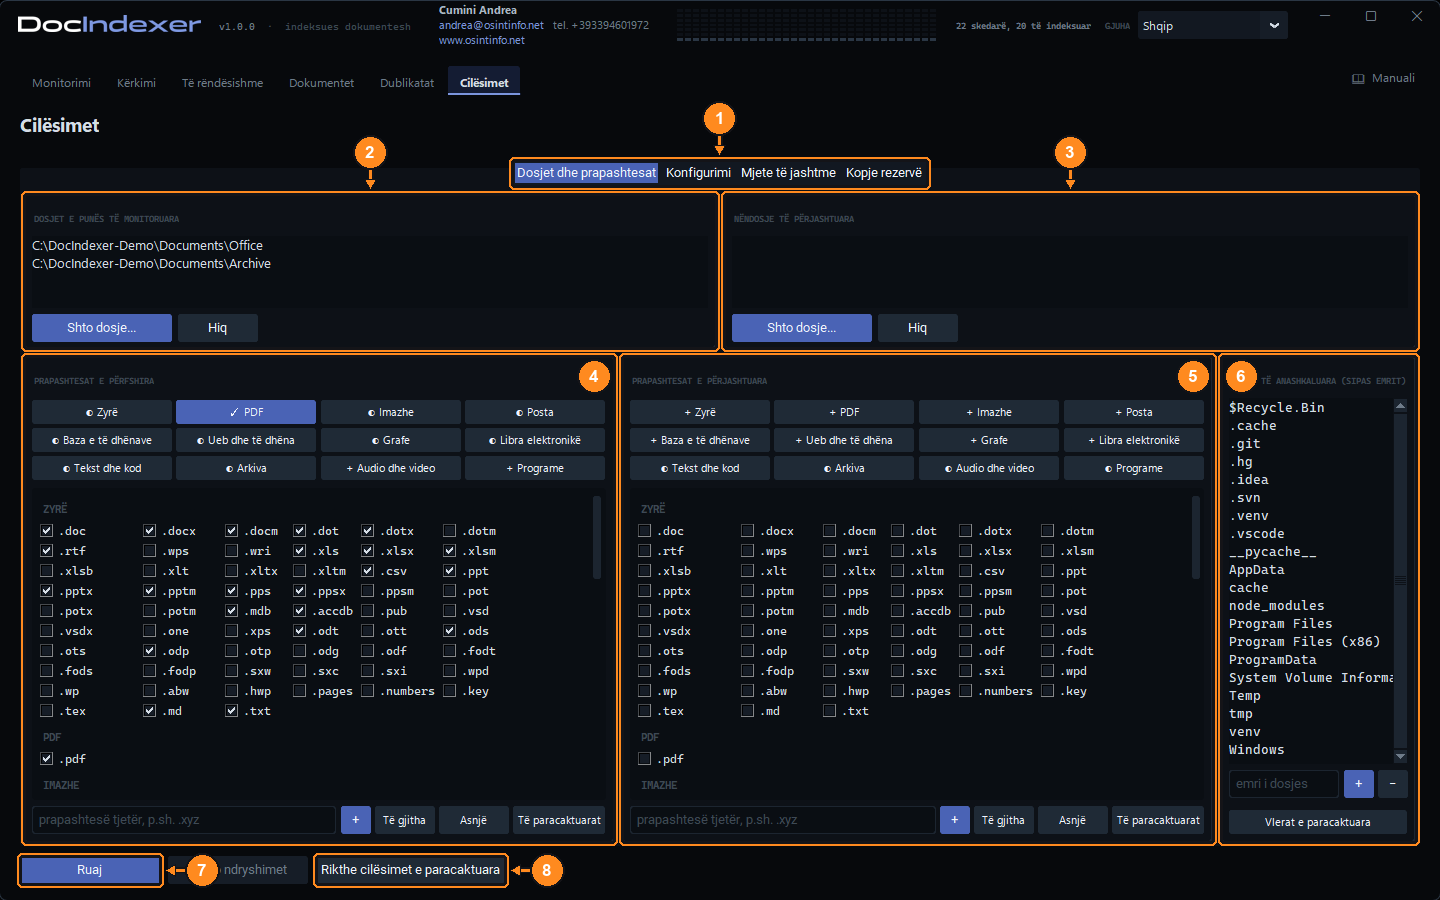 DocIndexer v1.0.0 · indeksues dokumentesh
Cumini Andrea
andrea@osintinfo.net tel. +393394601972
www.osintinfo.net
22 skedarë, 20 të indeksuar GJUHA Shqip
Monitorimi Kërkimi Të rëndësishme Dokumentet Dublikatat Cilësimet Manuali
Cilësimet
1
2
3
Dosjet dhe prapashtesat Konfigurimi Mjete të jashtme Kopje rezervë
DOSJET E PUNËS TË MONITORUARA
C:\DocIndexer-Demo\Documents\Office
C:\DocIndexer-Demo\Documents\Archive
Shto dosje... Hiq
NËNDOSJE TË PËRJASHTUARA
Shto dosje... Hiq
PRAPASHTESAT E PËRFSHIRA 4
Zyrë ✓ PDF Imazhe Posta
Baza e të dhënave Ueb dhe të dhëna Grafe Libra elektronikë
Tekst dhe kod Arkiva + Audio dhe video + Programe
ZYRË
.doc .docx .docm .dot .dotx .dotm
.rtf .wps .wri .xls .xlsx .xlsm
.xlsb .xlt .xltx .xltm .csv .ppt
.pptx .pptm .pps .ppsx .ppsm .pot
.potx .potm .mdb .accdb .pub .vsd
.vsdx .one .xps .odt .ott .ods
.ots .odp .otp .odg .odf .fodt
.fods .fodp .sxw .sxc .sxi .wpd
.wp .abw .hwp .pages .numbers .key
.tex .md .txt
PDF
.pdf
IMAZHE
prapashtesë tjetër, p.sh. .xyz + Të gjitha Asnjë Të paracaktuarat
PRAPASHTESAT E PËRJASHTUARA 5
+ Zyrë + PDF + Imazhe + Posta
+ Baza e të dhënave + Ueb dhe të dhëna + Grafe + Libra elektronikë
Tekst dhe kod Arkiva Audio dhe video Programe
ZYRË
.doc .docx .docm .dot .dotx .dotm
.rtf .wps .wri .xls .xlsx .xlsm
.xlsb .xlt .xltx .xltm .csv .ppt
.pptx .pptm .pps .ppsx .ppsm .pot
.potx .potm .mdb .accdb .pub .vsd
.vsdx .one .xps .odt .ott .ods
.ots .odp .otp .odg .odf .fodt
.fods .fodp .sxw .sxc .sxi .wpd
.wp .abw .hwp .pages .numbers .key
.tex .md .txt
PDF
.pdf
IMAZHE
prapashtesë tjetër, p.sh. .xyz + Të gjitha Asnjë Të paracaktuarat
6 TË ANASHKALUARA (SIPAS EMRIT)
$Recycle.Bin
.cache
.git
.hg
.idea
.svn
.venv
.vscode
__pycache__
AppData
cache
node_modules
Program Files
Program Files (x86)
ProgramData
System Volume Informa
Temp
tmp
venv
Windows
emri i dosjes + -
Vlerat e paracaktuara
Ruaj 7 ndryshimet Rikthe cilësimet e paracaktuara 8